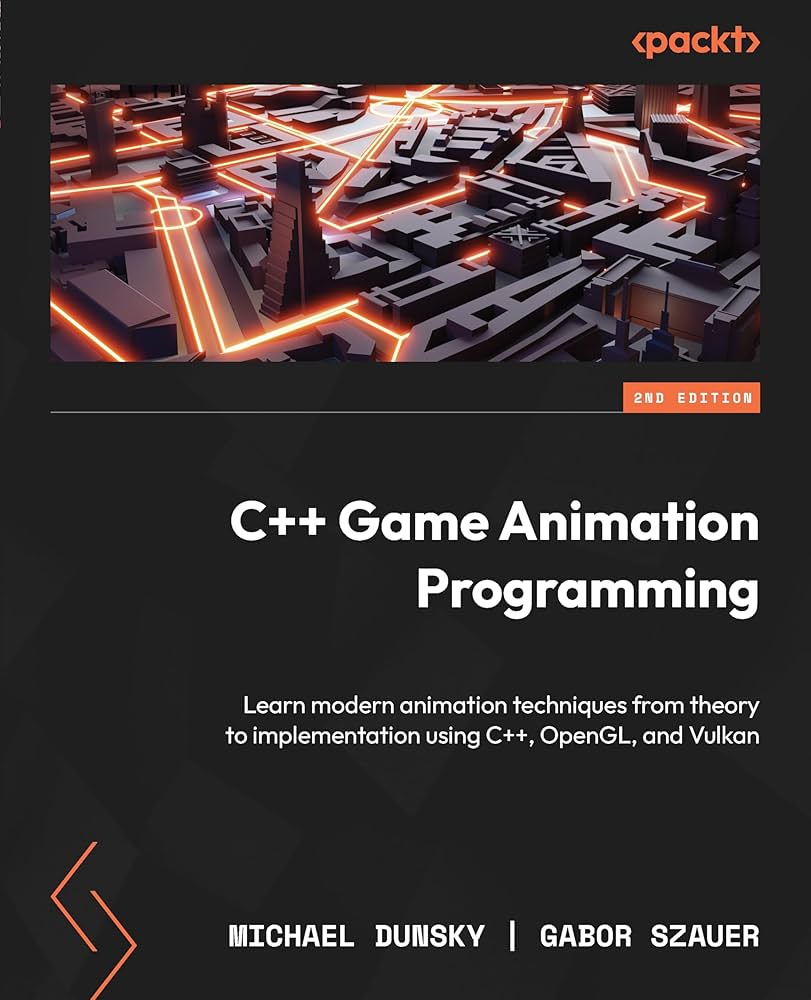 <packt>
2ND EDITION
C++ Game Animation
Programming
Learn modern animation techniques from theory
to implementation using C++, OpenGL, and Vulkan
MICHAEL DUNSKY | GABOR SZAUER